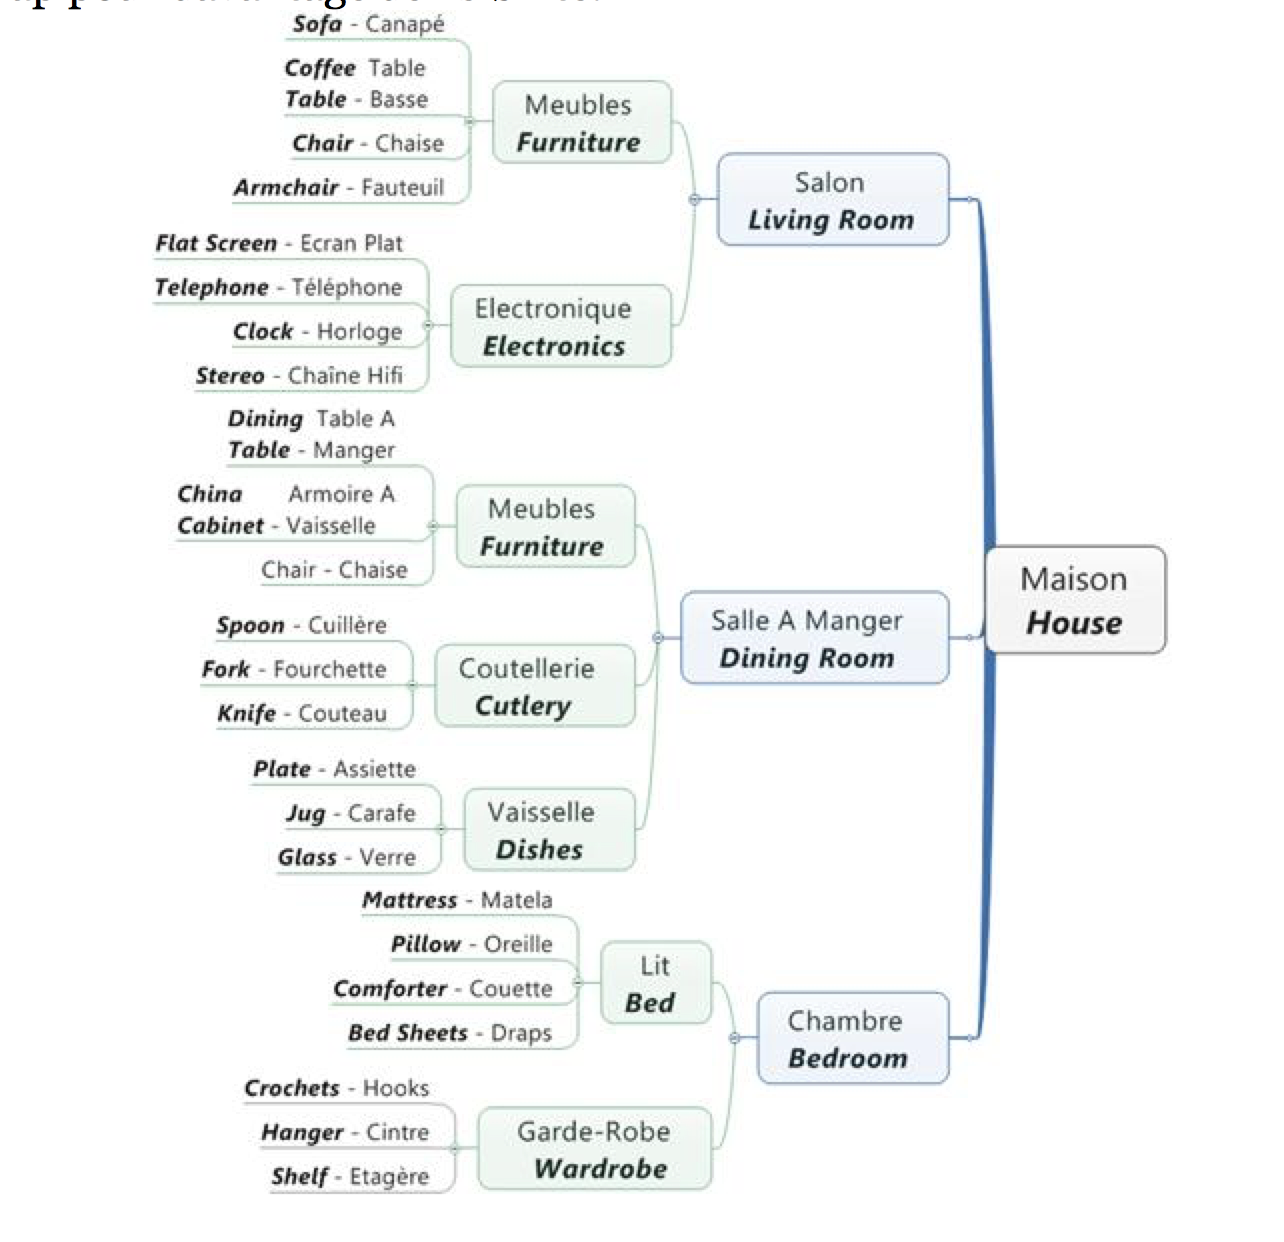 Sofa - Canapé
Coffee Table
Table - Basse
Chair - Chaise
Armchair - Fauteuil
Meubles
Furniture
Flat Screen - Ecran Plat
Telephone - Téléphone
Clock - Horloge
Stereo - Chaîne Hifi
Electronique
Electronics
Salon
Living Room
Dining Table A
Table - Manger
China Armoire A
Cabinet - Vaisselle
Chair - Chaise
Meubles
Furniture
Spoon - Cuillère
Fork - Fourchette
Knife - Couteau
Coutellerie
Cutlery
Plate - Assiette
Jug - Carafe
Glass - Verre
Vaisselle
Dishes
Salle A Manger
Dining Room
Mattress - Matela
Pillow - Oreille
Comforter - Couette
Bed Sheets - Draps
Lit
Bed
Crochets - Hooks
Hanger - Cintre
Shelf - Etagère
Garde-Robe
Wardrobe
Chambre
Bedroom
Maison
House